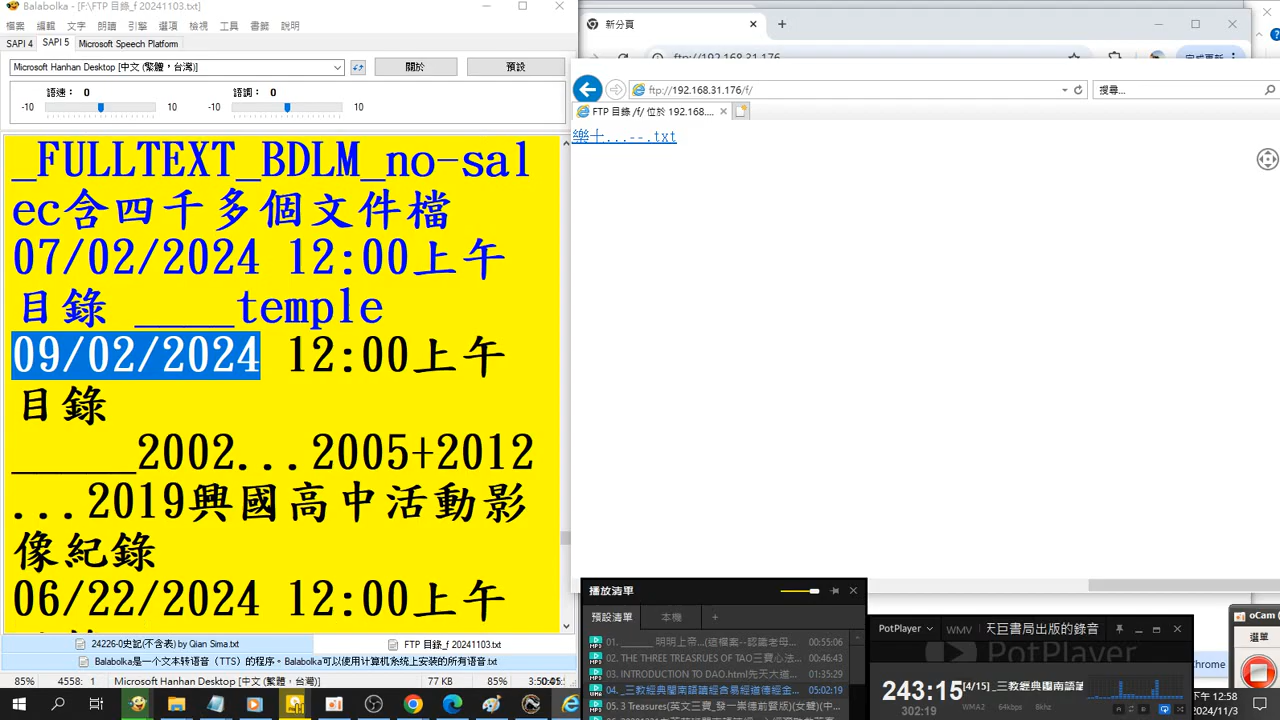 Balabolka - [F:\FTP 目錄_f 20241103.txt]
檔案 編輯 文字 朗讀 引擎 選項 檢視 工具 書籤 說明
SAPI 4 SAPI 5 Microsoft Speech Platform
Microsoft Hanhan Desktop [中文 (繁體，台灣)]
關於 預設
語速： 0 語調： 0
-10 10 -10 10
_FULLTEXT_BDLM_no-sal
ec含四千多個文件檔
07/02/2024 12:00上午
目錄 ____temple
09/02/2024 12:00上午
目錄
_____2002...2005+2012
...2019興國高中活動影
像紀錄
06/22/2024 12:00上午
24226-0史記(不含表) by Qian Sima.txt
FTP 目錄_f 20241103.txt
Balabolka是一个文本转语音（TTS）的程序。Balabolka可以使用计算机系统上安装的所有语音.txt
85% 45:38 Microsoft Hanhan Desktop [中文 (繁體，台灣)] 77 KB 85%
新分頁
ftp://192.168.31.176
完成更新
ftp://192.168.31.176/f/
搜尋...
FTP 目錄 /f/ 位於 192.168....
樂士...--.txt
播放清單
預設清單 本機 +
01. ______明明上帝...(這檔案--認識老母... 00:55:06
02. THE THREE TREASRUES OF TAO三寶心法... 00:46:43
03. INTRODUCTION TO DAO.html先天大道... 01:35:29
04. _三教經典閩南語讀經會易經道德經金... 05:02:19
05. 3 Treasures(英文三寶_發一崇德前賢版)(女聲)(中... 
PotPlayer WMV 天巨書局出版的錄音
PotPlayer
243:15 [4/15] _三教經典閩南語讀
302:19 WMA2 64kbps 8khz
oCam
選單
Chrome
下午 12:58
2024/11/3